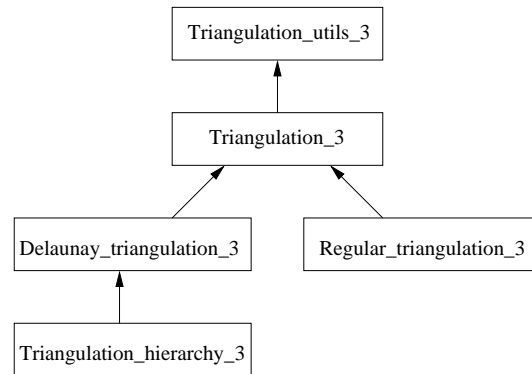 Triangulation_utils_3
Triangulation_3
Delaunay_triangulation_3
Regular_triangulation_3
Triangulation_hierarchy_3